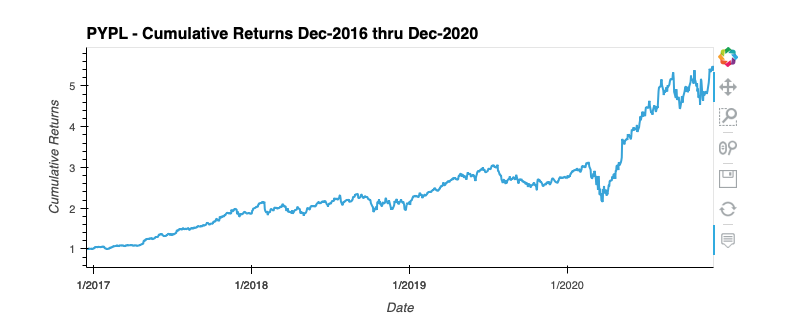 PYPL - Cumulative Returns Dec-2016 thru Dec-2020
Cumulative Returns
5
4
3
2
1
1/2017 1/2018 1/2019 1/2020
Date